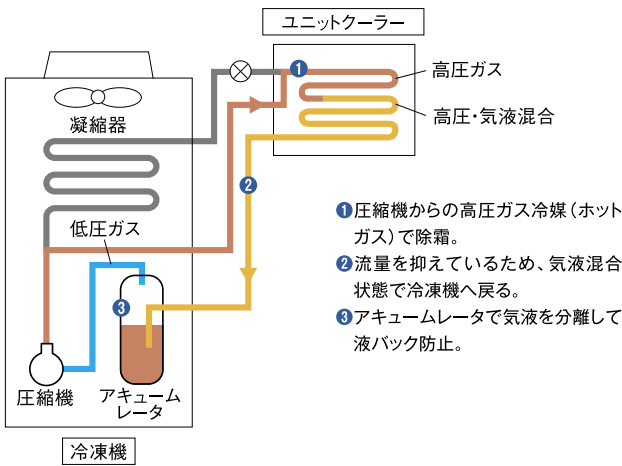 ユニットクーラー
高圧ガス
高圧・気液混合
凝縮器
低圧ガス
圧縮機
アキューム
レータ
冷凍機
1
2
3
❶圧縮機からの高圧ガス冷媒（ホット
ガス）で除霜。
❷流量を抑えているため、気液混合
状態で冷凍機へ戻る。
❸アキュームレータで気液を分離して
液バック防止。